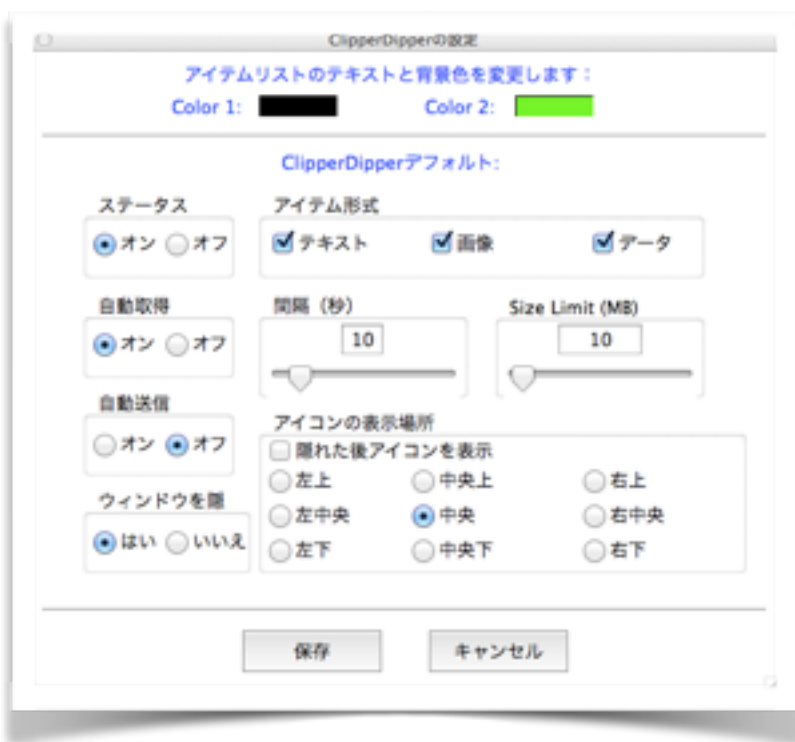 ClipperDipperの設定
アイテムリストのテキストと背景色を変更します：
Color 1: Color 2:
ClipperDipperデフォルト:
ステータス アイテム形式
オン オフ テキスト 画像 データ
自動取得 間隔（秒） Size Limit (MB)
オン オフ 10 10
自動送信
オン オフ
アイコンの表示場所
隠れた後アイコンを表示
左上 中央上 右上
ウィンドウを隠
左中央 中央 右中央
はい いいえ
左下 中央下 右下
保存 キャンセル